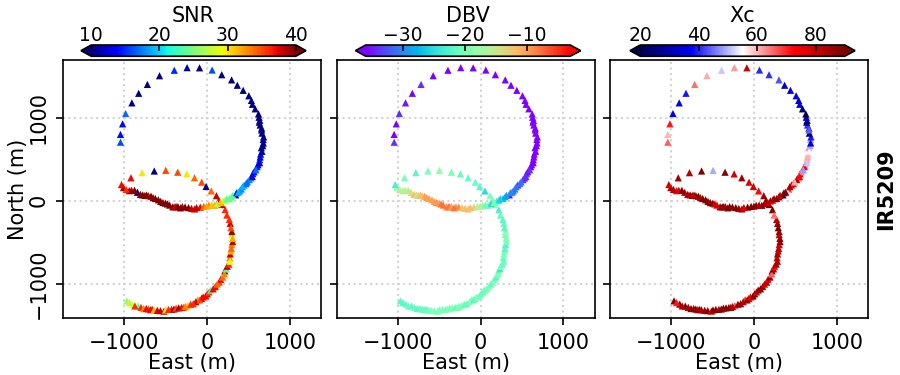 SNR DBV Xc
10 20 30 40 −30 −20 −10 20 40 60 80
North (m)
1000
0
−1000
IR5209
−1000 0 1000 −1000 0 1000 −1000 0 1000
East (m) East (m) East (m)